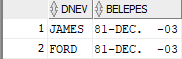 DNEV BELEPES
1 JAMES 81-DEC. -03
2 FORD 81-DEC. -03